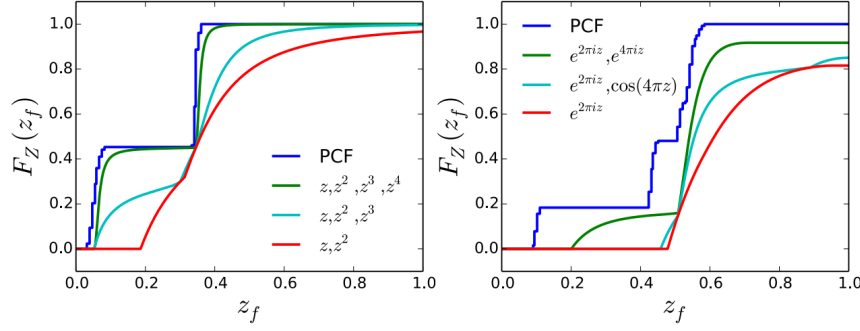 F_Z(z_f)
1.0
0.8
0.6
0.4
0.2
0.0
PCF
z,z^2 ,z^3 ,z^4
z,z^2 ,z^3
z,z^2
0.0 0.2 0.4 0.6 0.8 1.0
z_f
F_Z(z_f)
1.0
0.8
0.6
0.4
0.2
0.0
PCF
e^{2πiz},e^{4πiz}
e^{2πiz},cos(4πz)
e^{2πiz}
0.0 0.2 0.4 0.6 0.8 1.0
z_f